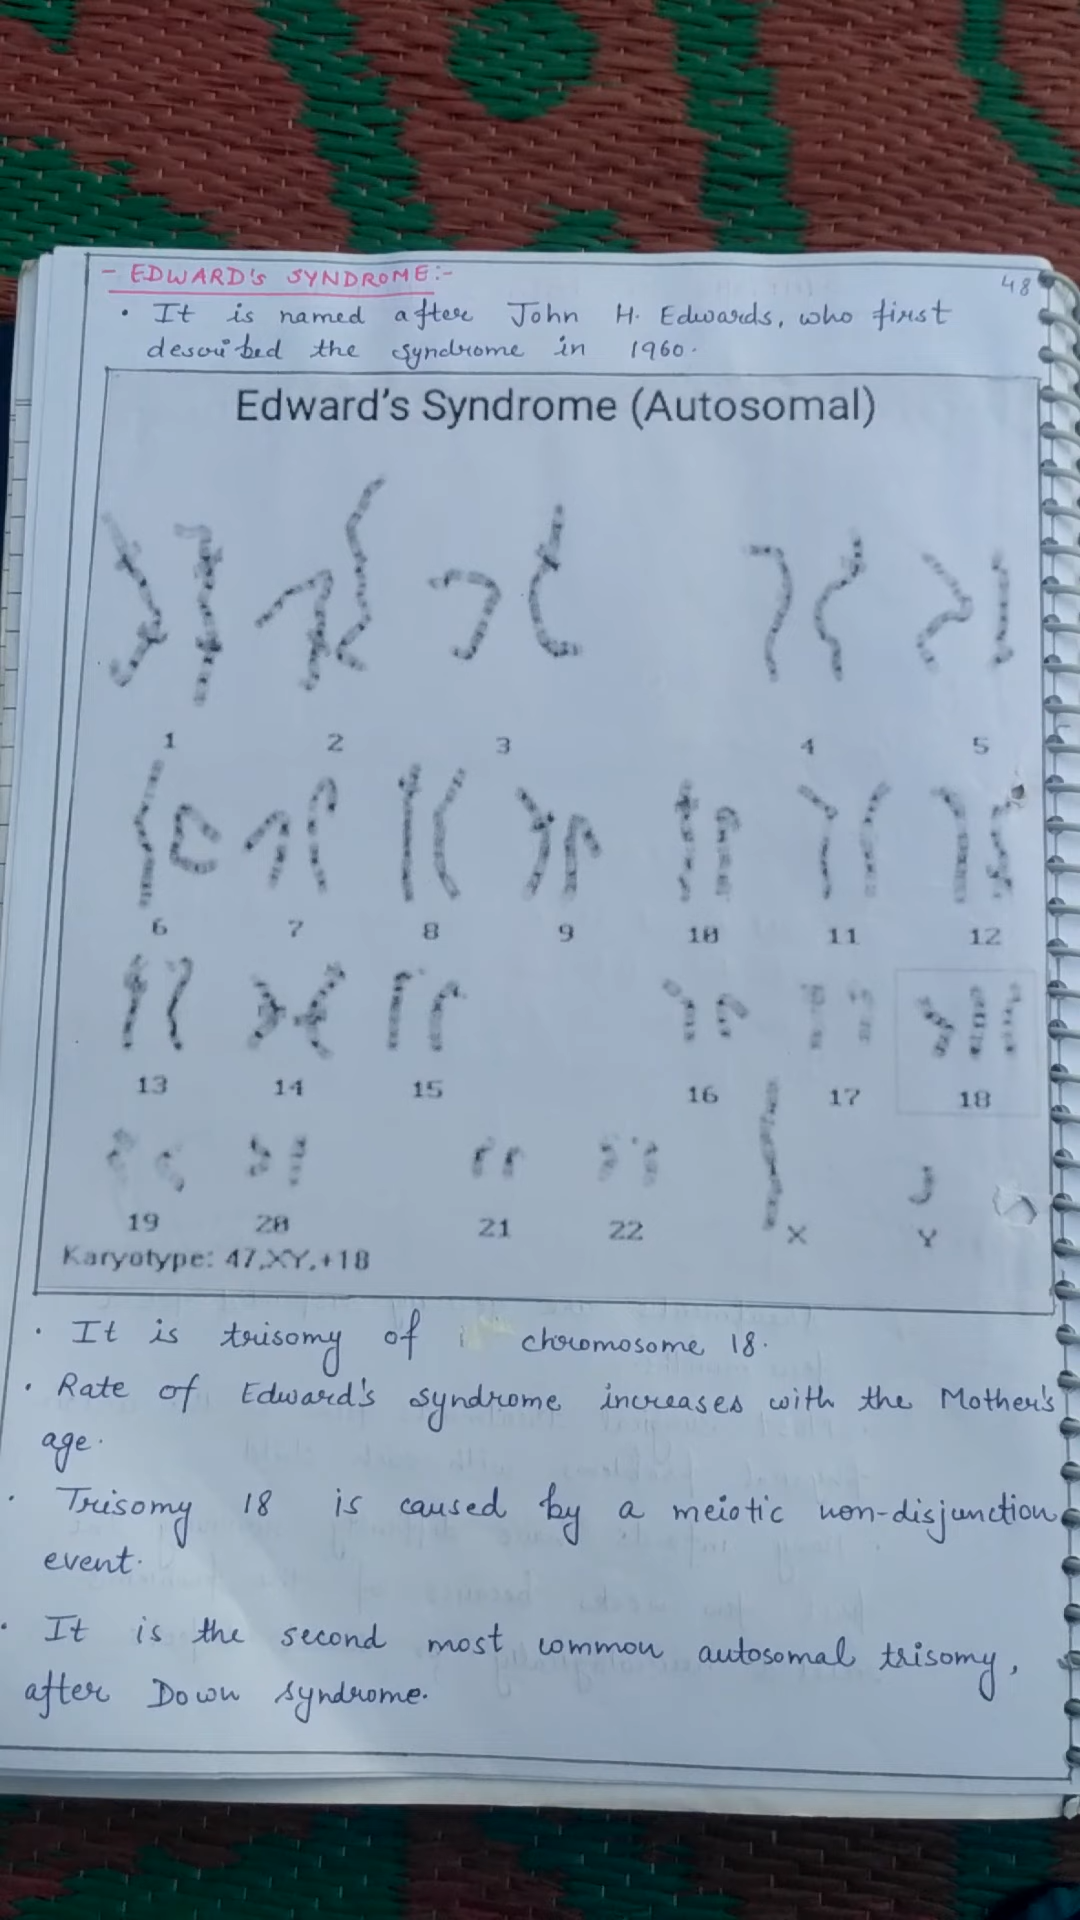 48
- EDWARD's SYNDROME:-
• It is named after John H. Edwards, who first
described the syndrome in 1960.
Edward's Syndrome (Autosomal)
1 2 3 4 5
6 7 8 9 10 11 12
13 14 15 16 17 18
19 20 21 22 X Y
Karyotype: 47,XY,+18
• It is trisomy of chromosome 18.
• Rate of Edward's syndrome increases with the Mother's
age.
• Trisomy 18 is caused by a meiotic non-disjunction
event.
• It is the second most common autosomal trisomy,
after Down syndrome.